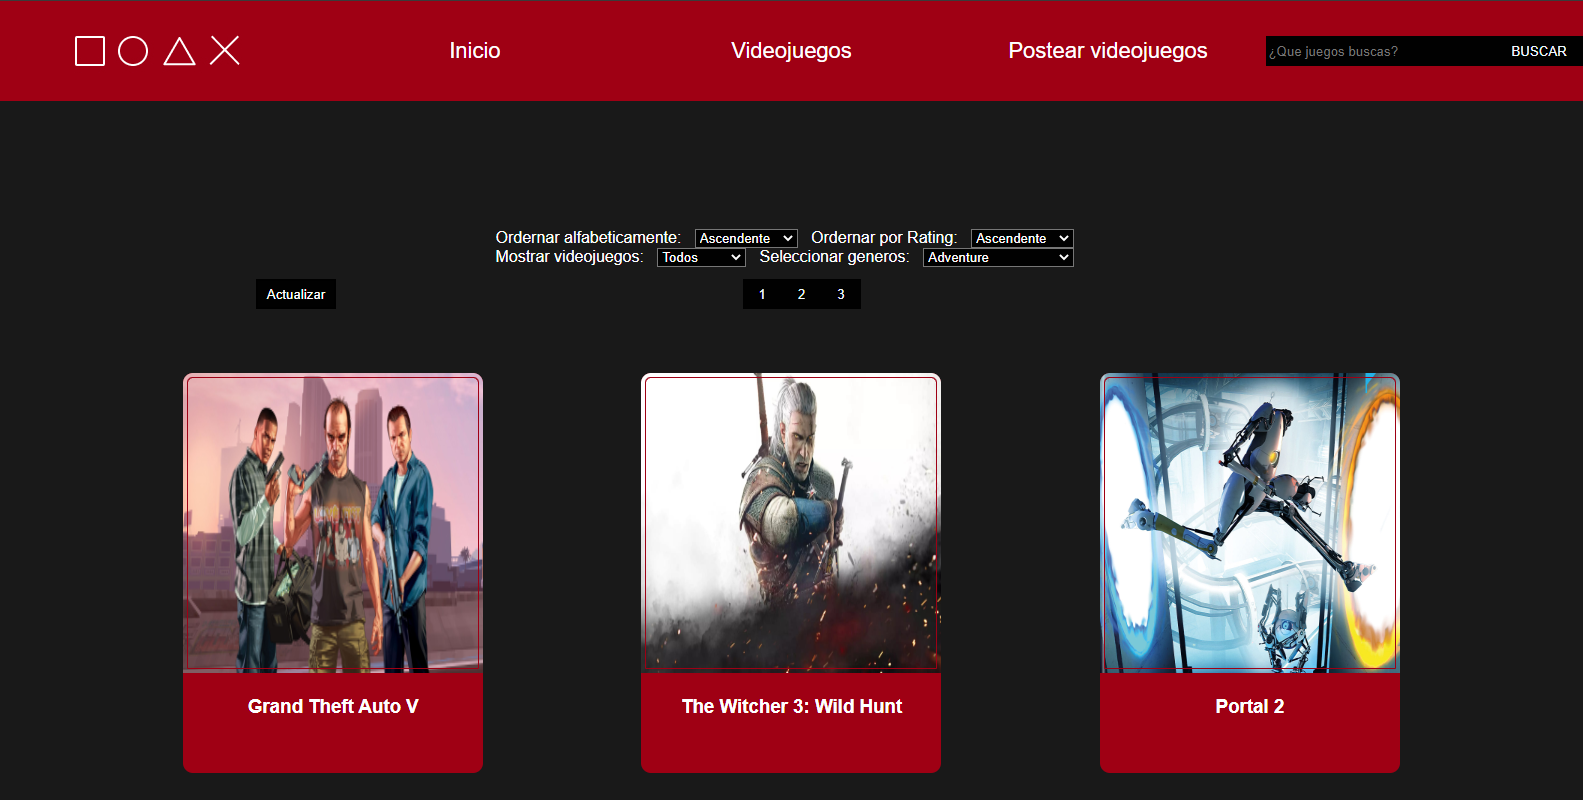 Inicio Videojuegos Postear videojuegos ¿Que juegos buscas? BUSCAR
Ordernar alfabeticamente: Ascendente Ordernar por Rating: Ascendente
Mostrar videojuegos: Todos Seleccionar generos: Adventure
Actualizar 1 2 3
Grand Theft Auto V The Witcher 3: Wild Hunt Portal 2